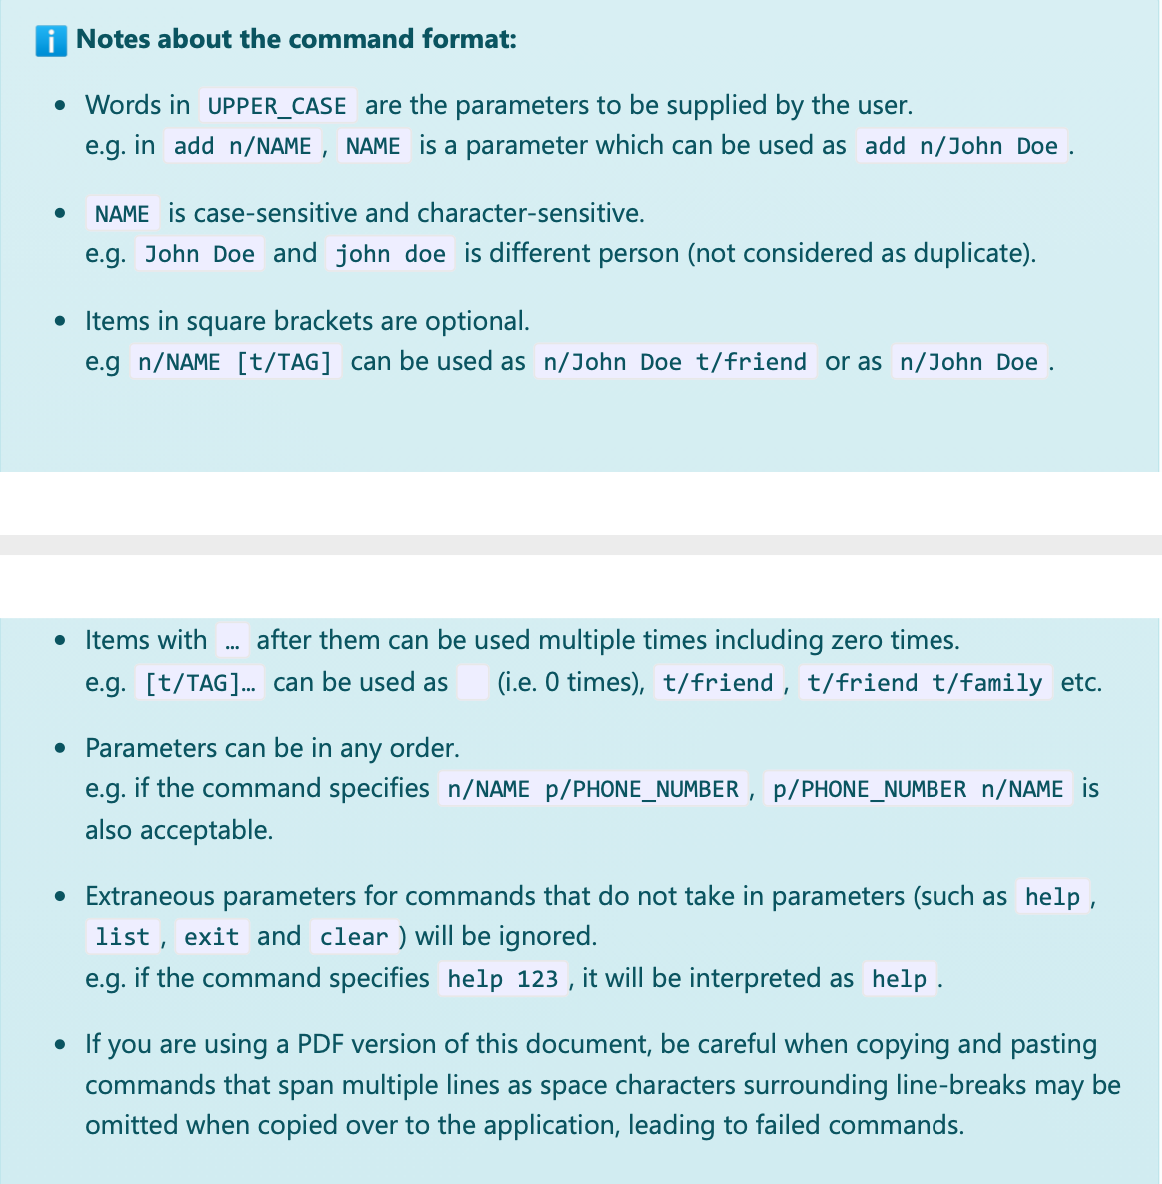 Notes about the command format:
Words in UPPER_CASE are the parameters to be supplied by the user.
e.g. in add n/NAME, NAME is a parameter which can be used as add n/John Doe.
NAME is case-sensitive and character-sensitive.
e.g. John Doe and john doe is different person (not considered as duplicate).
Items in square brackets are optional.
e.g n/NAME [t/TAG] can be used as n/John Doe t/friend or as n/John Doe.
Items with … after them can be used multiple times including zero times.
e.g. [t/TAG]… can be used as   (i.e. 0 times), t/friend, t/friend t/family etc.
Parameters can be in any order.
e.g. if the command specifies n/NAME p/PHONE_NUMBER, p/PHONE_NUMBER n/NAME is
also acceptable.
Extraneous parameters for commands that do not take in parameters (such as help,
list, exit and clear) will be ignored.
e.g. if the command specifies help 123, it will be interpreted as help.
If you are using a PDF version of this document, be careful when copying and pasting
commands that span multiple lines as space characters surrounding line-breaks may be
omitted when copied over to the application, leading to failed commands.